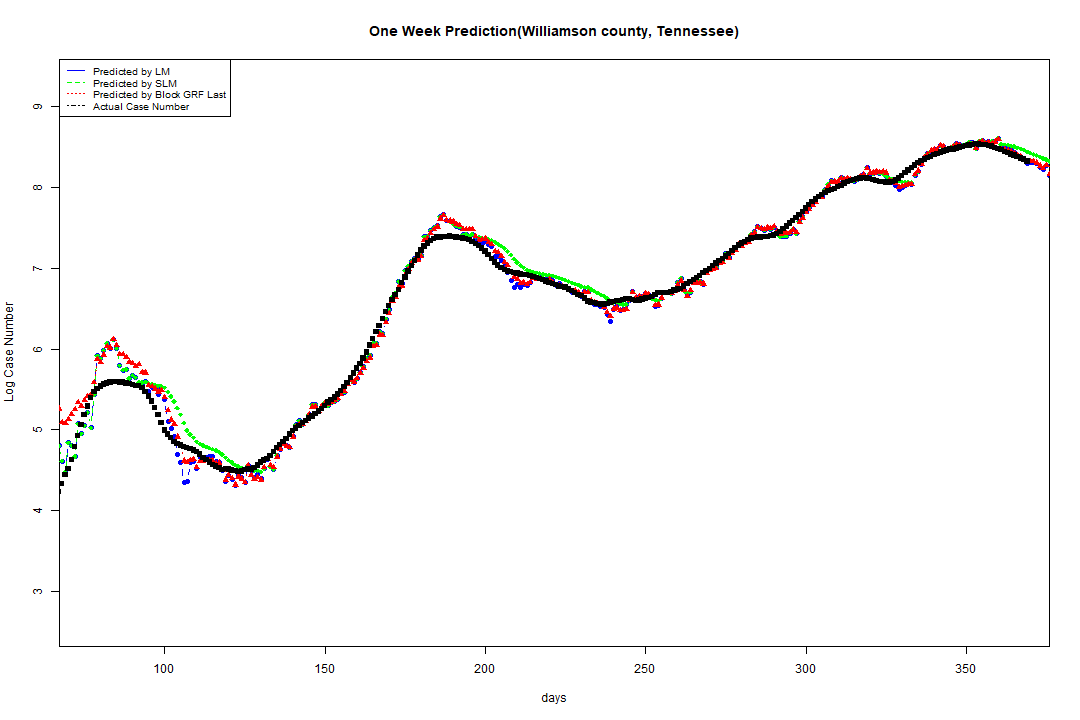 One Week Prediction(Williamson county, Tennessee)
Predicted by LM
Predicted by SLM
Predicted by Block GRF Last
Actual Case Number
9
8
7
6
5
4
3
Log Case Number
100 150 200 250 300 350
days